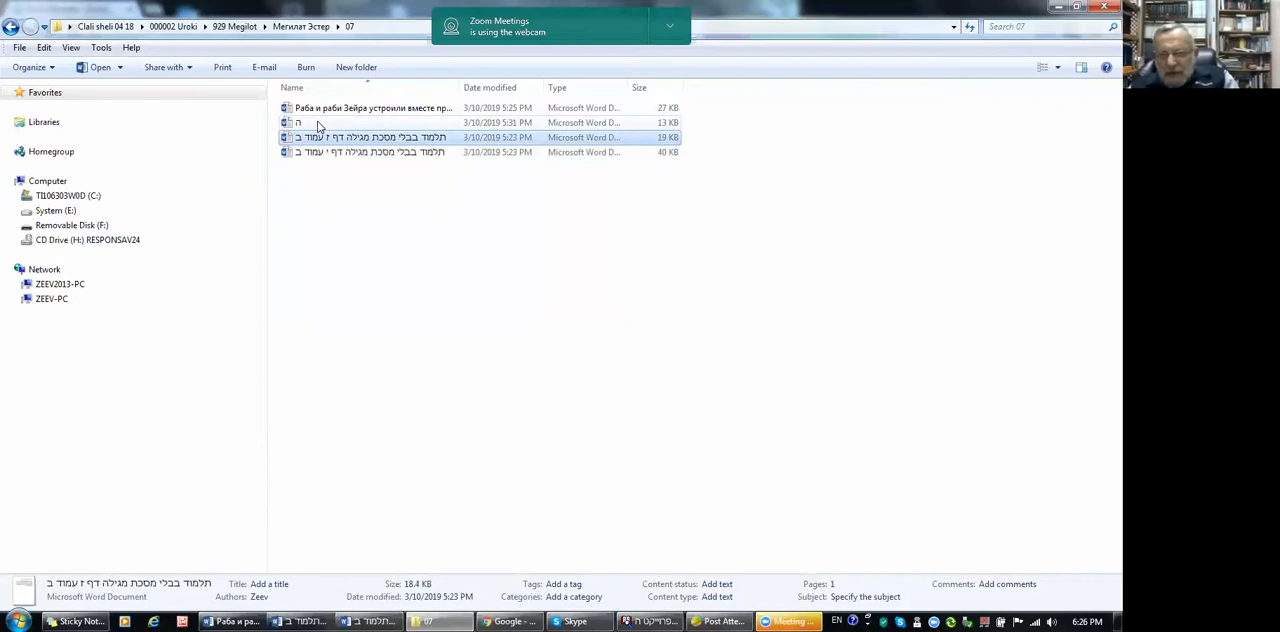 Zoom Meetings
is using the webcam
Clali sheli 04 18 ▸ 000002 Uroki ▸ 929 Megilot ▸ Мегилат Эстер ▸ 07
Search 07
File Edit View Tools Help
Organize Open Share with Print E-mail Burn New folder
Name Date modified Type Size
Favorites
Раба и раби Зейра устроили вместе пр... 3/10/2019 5:25 PM Microsoft Word D... 27 KB
Libraries
ה 3/10/2019 5:31 PM Microsoft Word D... 13 KB
תלמוד בבלי מסכת מגילה דף ז עמוד ב 3/10/2019 5:23 PM Microsoft Word D... 19 KB
Homegroup
תלמוד בבלי מסכת מגילה דף י עמוד ב 3/10/2019 5:23 PM Microsoft Word D... 40 KB
Computer
TI106303W0D (C:)
System (E:)
Removable Disk (F:)
CD Drive (H:) RESPONSAV24
Network
ZEEV2013-PC
ZEEV-PC
תלמוד בבלי מסכת מגילה דף ז עמוד ב Title: Add a title Size: 18.4 KB Tags: Add a tag Content status: Add text Pages: 1 Comments: Add comments
Microsoft Word Document Authors: Zeev Date modified: 3/10/2019 5:23 PM Categories: Add a category Content type: Add text Subject: Specify the subject
Sticky Not... Раба и ра... תלמוד ב... תלמוד ב... 07 Google - ... Skype פרוייקט ה... Post Atte... Meeting ... EN 6:26 PM